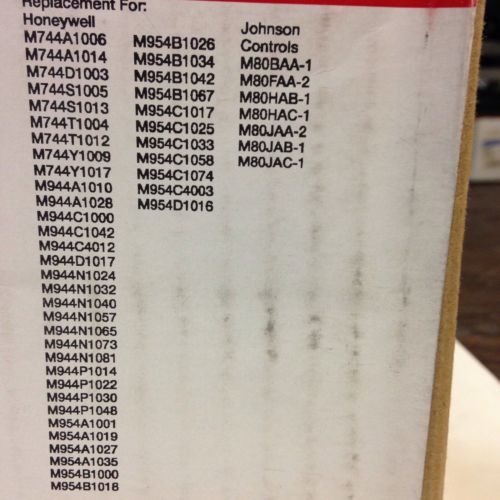 Replacement For:
Honeywell
M744A1006
M744A1014
M744D1003
M744S1005
M744S1013
M744T1004
M744T1012
M744Y1009
M744Y1017
M944A1010
M944A1028
M944C1000
M944C1042
M944C4012
M944D1017
M944N1024
M944N1032
M944N1040
M944N1057
M944N1065
M944N1073
M944N1081
M944P1014
M944P1022
M944P1030
M944P1048
M954A1001
M954A1019
M954A1027
M954A1035
M954B1000
M954B1018
M954B1026
M954B1034
M954B1042
M954B1067
M954C1017
M954C1025
M954C1033
M954C1058
M954C1074
M954C4003
M954D1016
Johnson
Controls
M80BAA-1
M80FAA-2
M80HAB-1
M80HAC-1
M80JAA-2
M80JAB-1
M80JAC-1